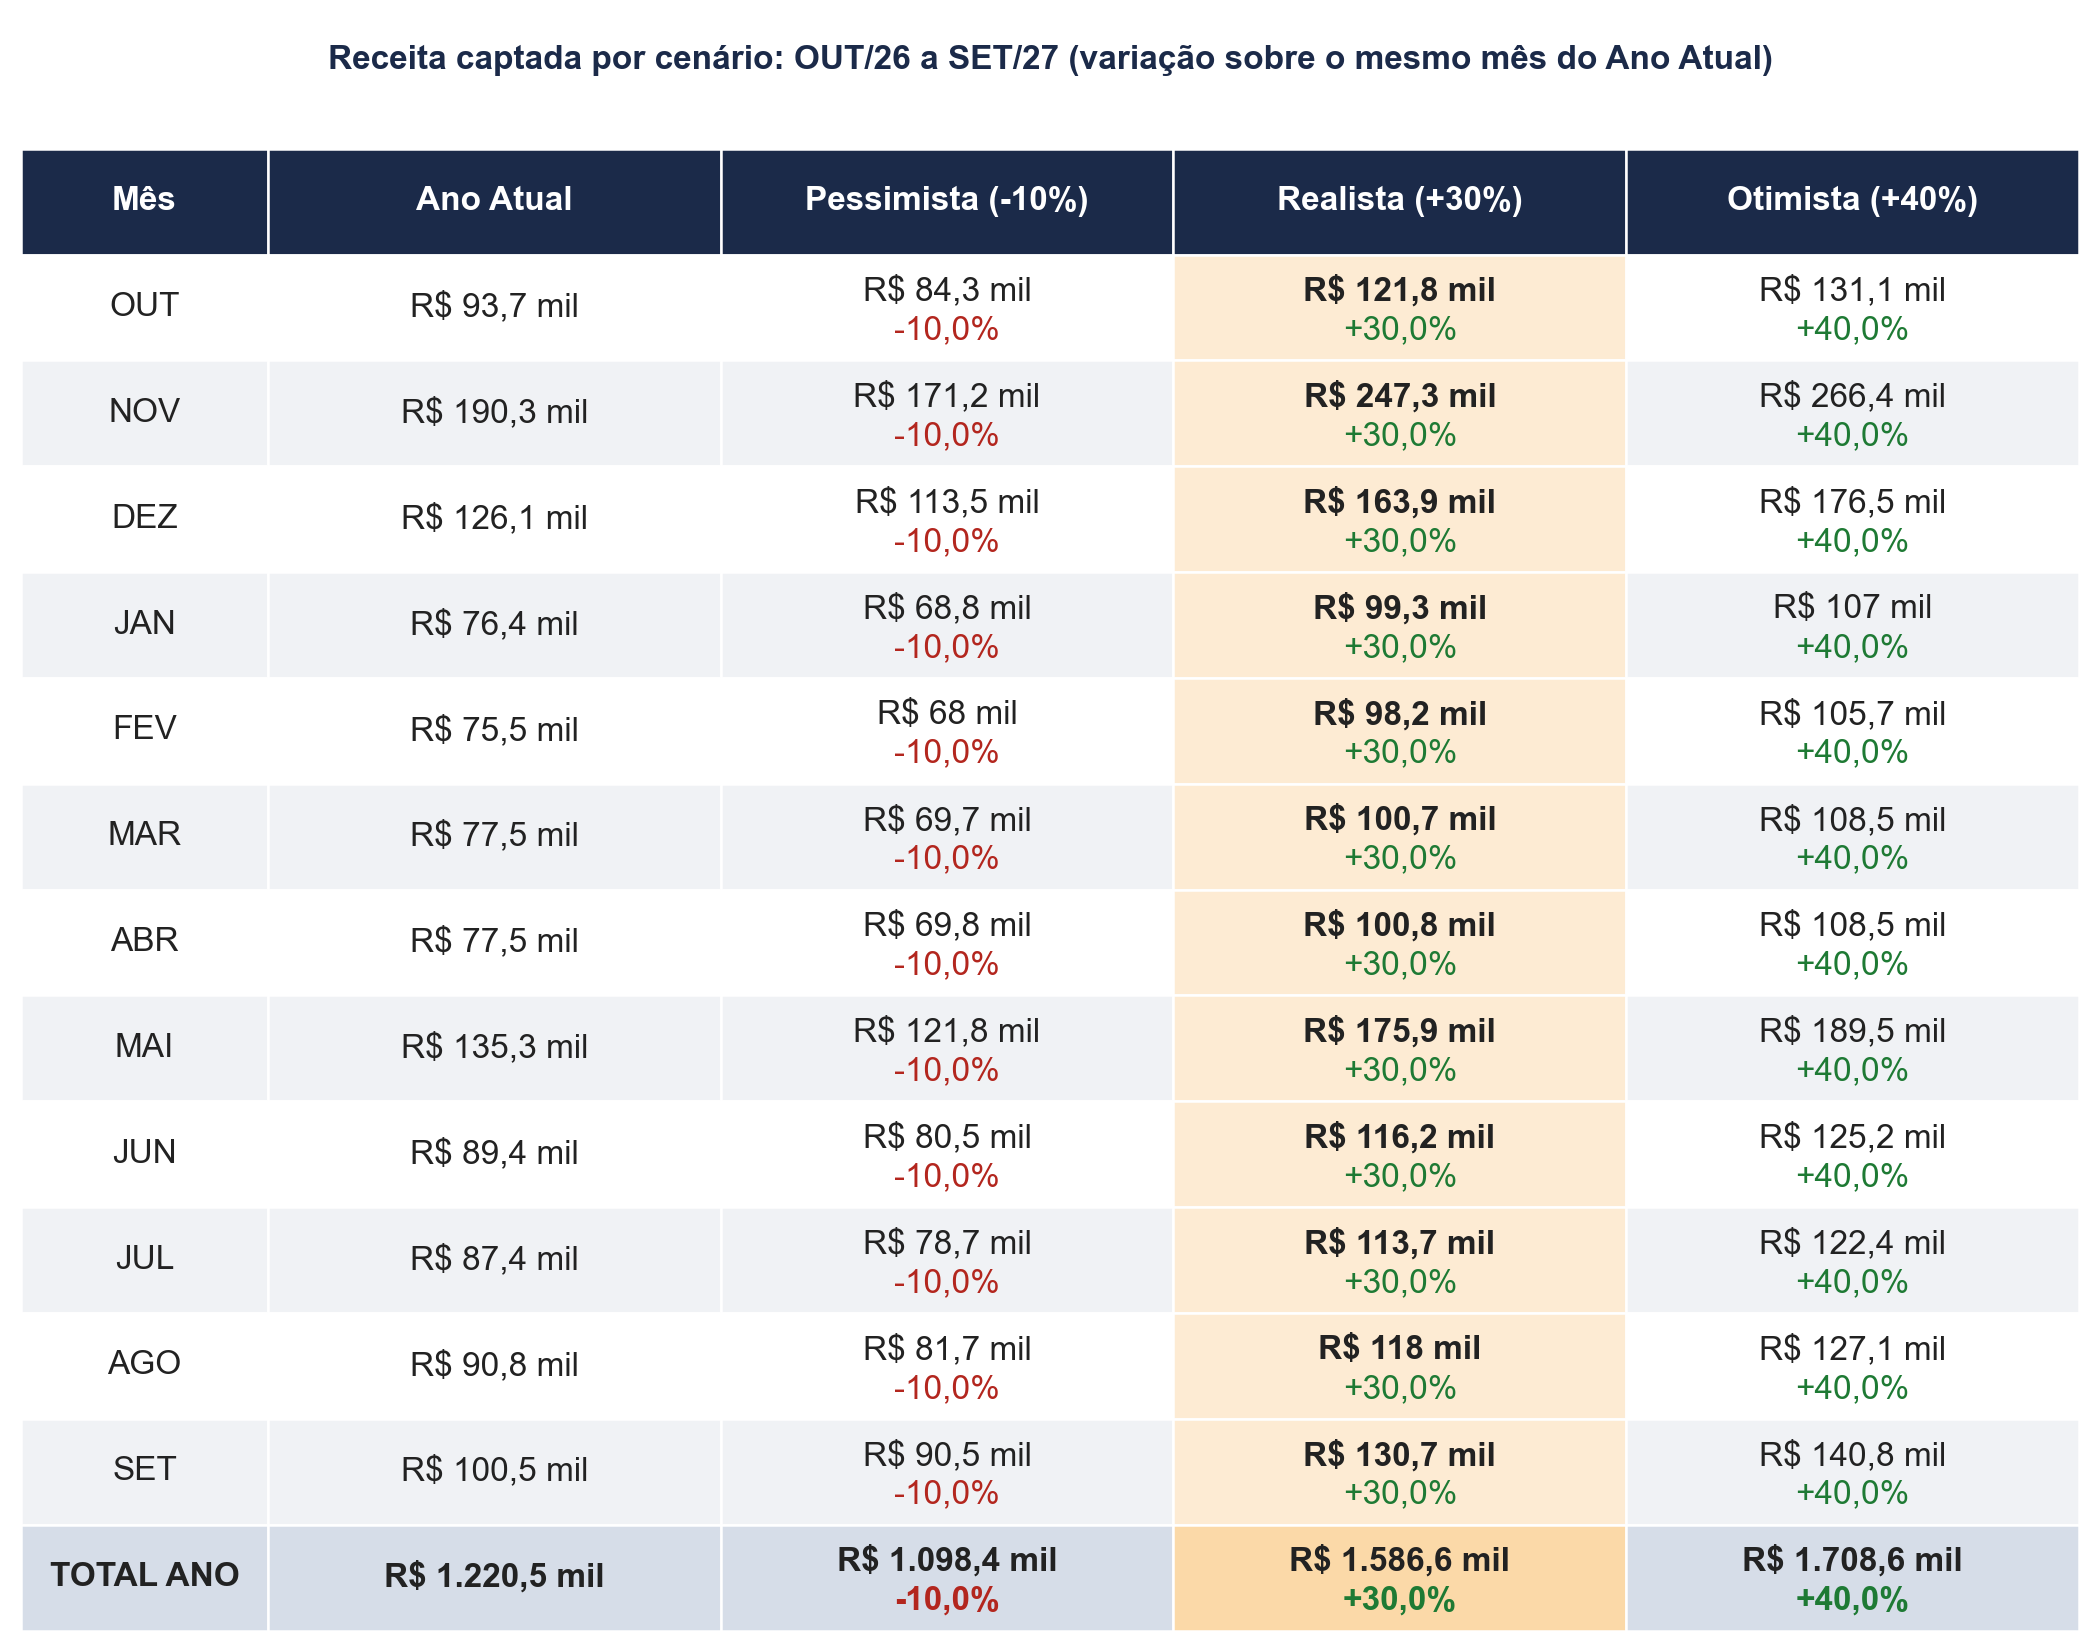 Receita captada por cenário: OUT/26 a SET/27 (variação sobre o mesmo mês do Ano Atual)
Mês Ano Atual Pessimista (-10%) Realista (+30%) Otimista (+40%)
OUT R$ 93,7 mil R$ 84,3 mil R$ 121,8 mil R$ 131,1 mil
-10,0% +30,0% +40,0%
NOV R$ 190,3 mil R$ 171,2 mil R$ 247,3 mil R$ 266,4 mil
-10,0% +30,0% +40,0%
DEZ R$ 126,1 mil R$ 113,5 mil R$ 163,9 mil R$ 176,5 mil
-10,0% +30,0% +40,0%
JAN R$ 76,4 mil R$ 68,8 mil R$ 99,3 mil R$ 107 mil
-10,0% +30,0% +40,0%
FEV R$ 75,5 mil R$ 68 mil R$ 98,2 mil R$ 105,7 mil
-10,0% +30,0% +40,0%
MAR R$ 77,5 mil R$ 69,7 mil R$ 100,7 mil R$ 108,5 mil
-10,0% +30,0% +40,0%
ABR R$ 77,5 mil R$ 69,8 mil R$ 100,8 mil R$ 108,5 mil
-10,0% +30,0% +40,0%
MAI R$ 135,3 mil R$ 121,8 mil R$ 175,9 mil R$ 189,5 mil
-10,0% +30,0% +40,0%
JUN R$ 89,4 mil R$ 80,5 mil R$ 116,2 mil R$ 125,2 mil
-10,0% +30,0% +40,0%
JUL R$ 87,4 mil R$ 78,7 mil R$ 113,7 mil R$ 122,4 mil
-10,0% +30,0% +40,0%
AGO R$ 90,8 mil R$ 81,7 mil R$ 118 mil R$ 127,1 mil
-10,0% +30,0% +40,0%
SET R$ 100,5 mil R$ 90,5 mil R$ 130,7 mil R$ 140,8 mil
-10,0% +30,0% +40,0%
TOTAL ANO R$ 1.220,5 mil R$ 1.098,4 mil R$ 1.586,6 mil R$ 1.708,6 mil
-10,0% +30,0% +40,0%